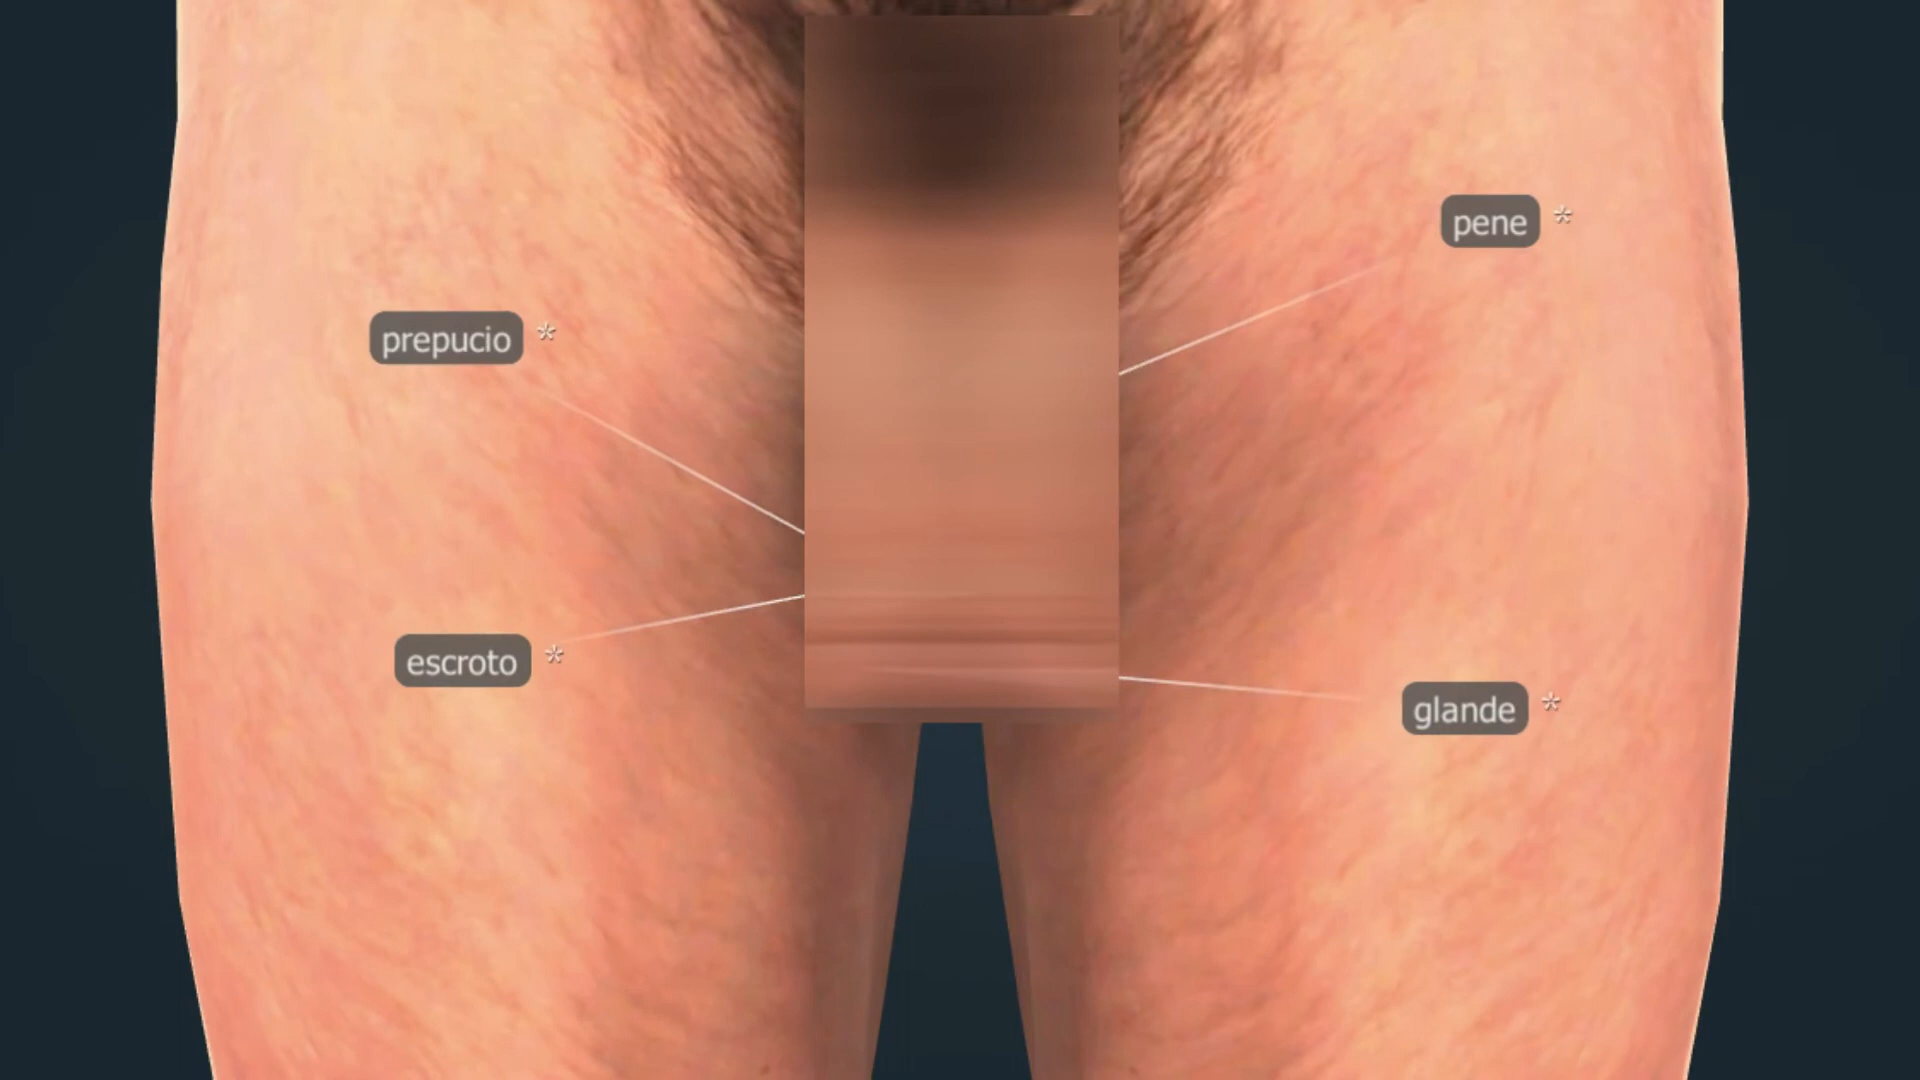 pene *
prepucio *
escroto *
glande *